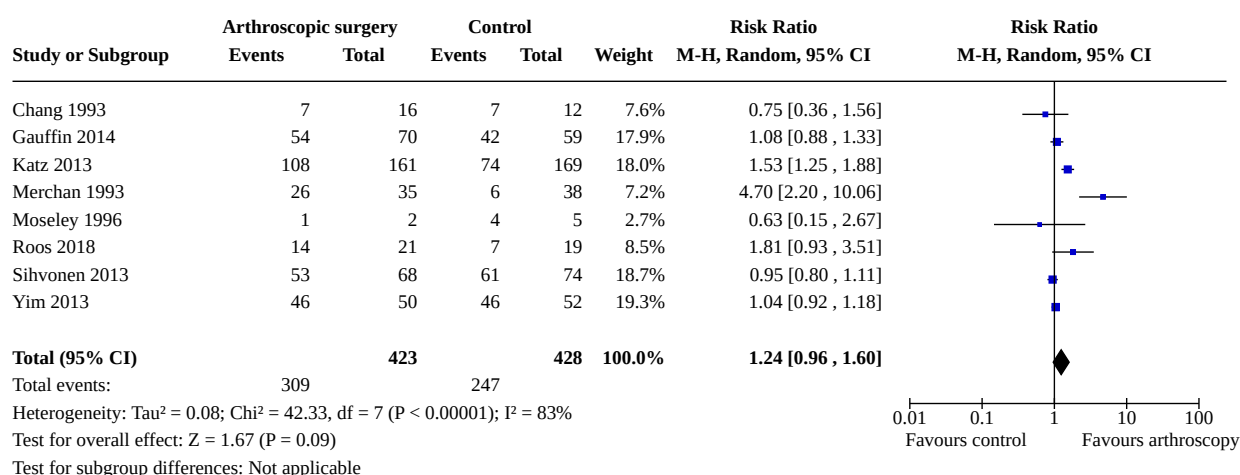 Arthroscopic surgery Control Risk Ratio Risk Ratio
Study or Subgroup Events Total Events Total Weight M-H, Random, 95% CI M-H, Random, 95% CI
Chang 1993 7 16 7 12 7.6% 0.75 [0.36 , 1.56]
Gauffin 2014 54 70 42 59 17.9% 1.08 [0.88 , 1.33]
Katz 2013 108 161 74 169 18.0% 1.53 [1.25 , 1.88]
Merchan 1993 26 35 6 38 7.2% 4.70 [2.20 , 10.06]
Moseley 1996 1 2 4 5 2.7% 0.63 [0.15 , 2.67]
Roos 2018 14 21 7 19 8.5% 1.81 [0.93 , 3.51]
Sihvonen 2013 53 68 61 74 18.7% 0.95 [0.80 , 1.11]
Yim 2013 46 50 46 52 19.3% 1.04 [0.92 , 1.18]
Total (95% CI) 423 428 100.0% 1.24 [0.96 , 1.60]
Total events: 309 247
Heterogeneity: Tau² = 0.08; Chi² = 42.33, df = 7 (P < 0.00001); I² = 83%
0.01 0.1 1 10 100
Test for overall effect: Z = 1.67 (P = 0.09) Favours control Favours arthroscopy
Test for subgroup differences: Not applicable